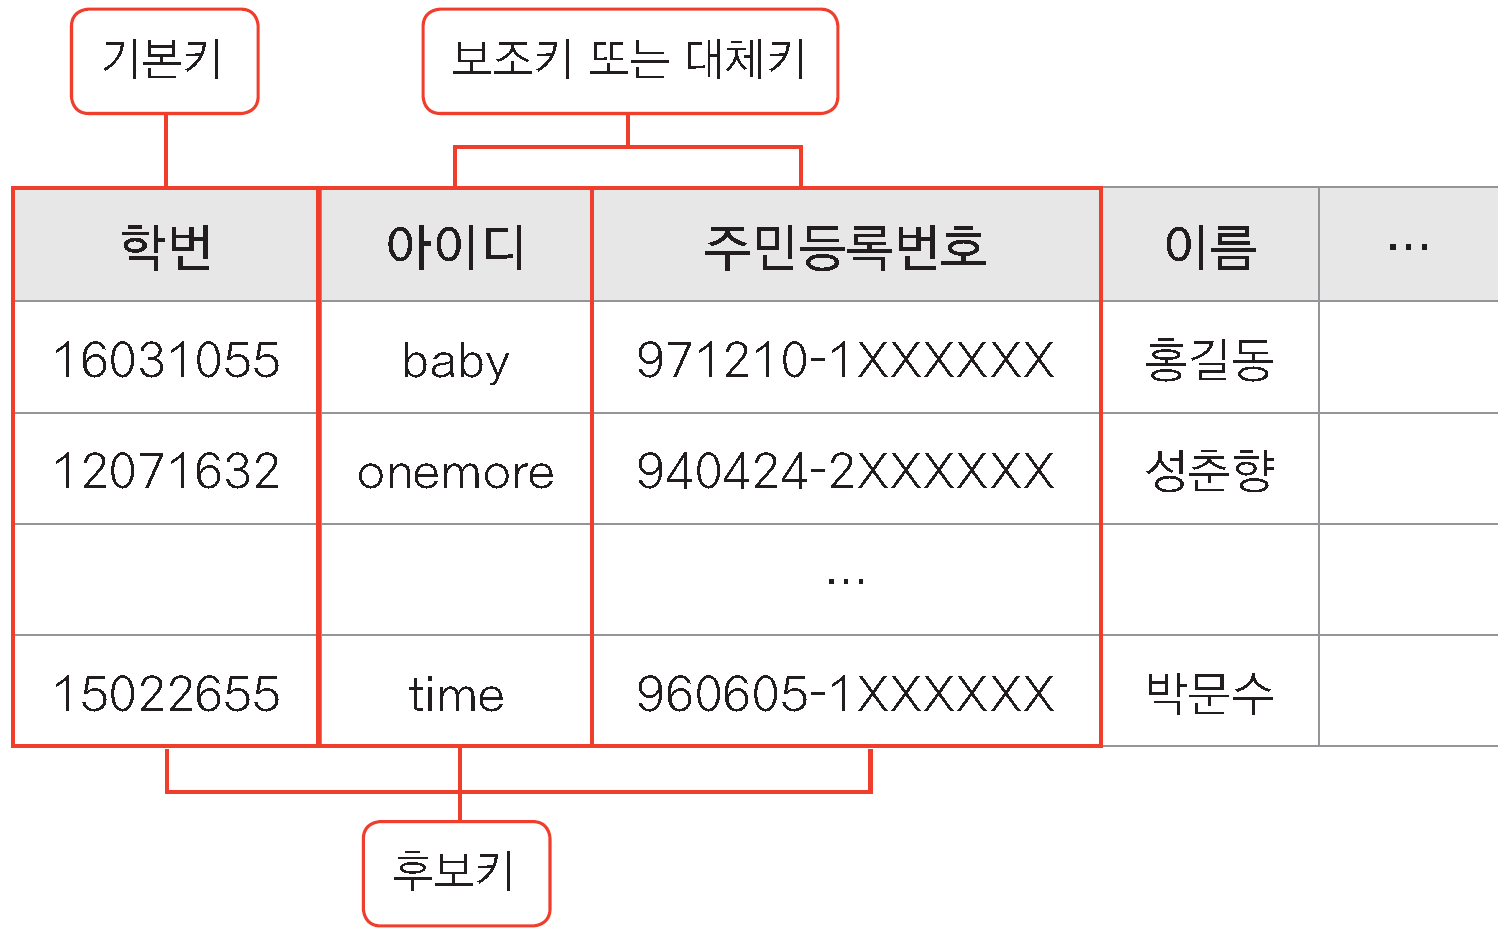 기본키 보조키 또는 대체키
학번 아이디 주민등록번호 이름 ...
16031055 baby 971210-1XXXXXX 홍길동
12071632 onemore 940424-2XXXXXX 성춘향
...
15022655 time 960605-1XXXXXX 박문수
후보키